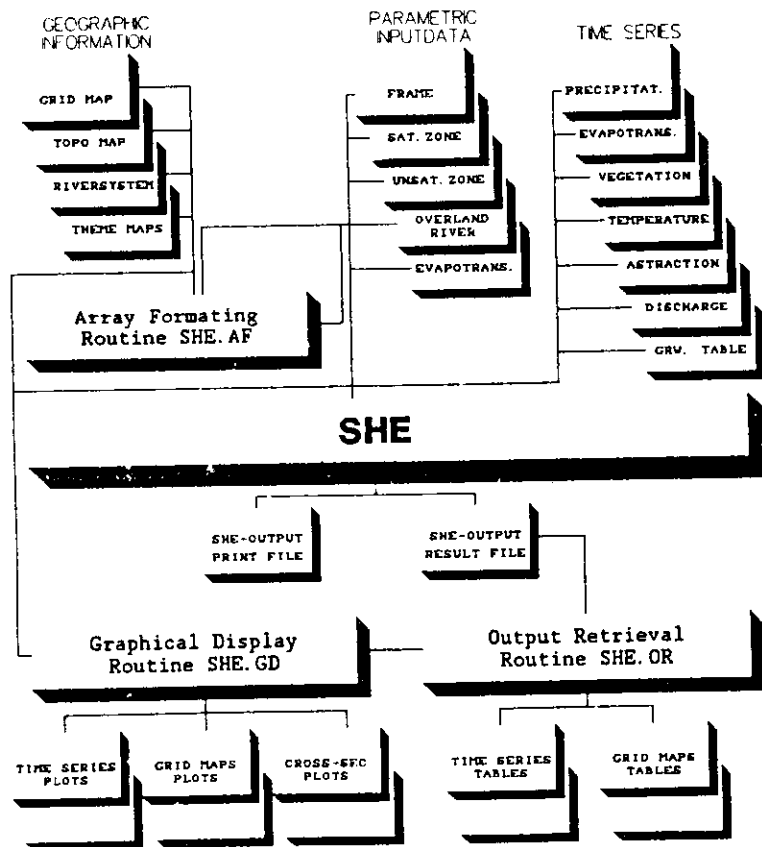 GEOGRAPHIC
INFORMATION
PARAMETRIC
INPUTDATA
TIME SERIES
GRID MAP
TOPO MAP
RIVERSYSTEM
THEME MAPS
FRAME
SAT. ZONE
UNSAT. ZONE
OVERLAND
RIVER
EVAPOTRANS.
PRECIPITAT.
EVAPOTRANS.
VEGETATION
TEMPERATURE
ASTRACTION
DISCHARGE
GRW. TABLE
Array Formating
Routine SHE.AF
SHE
SHE-OUTPUT
PRINT FILE
SHE-OUTPUT
RESULT FILE
Graphical Display
Routine SHE.GD
Output Retrieval
Routine SHE.OR
TIME SERIES
PLOTS
GRID MAPS
PLOTS
CROSS-SEC
PLOTS
TIME SERIES
TABLES
GRID MAPS
TABLES